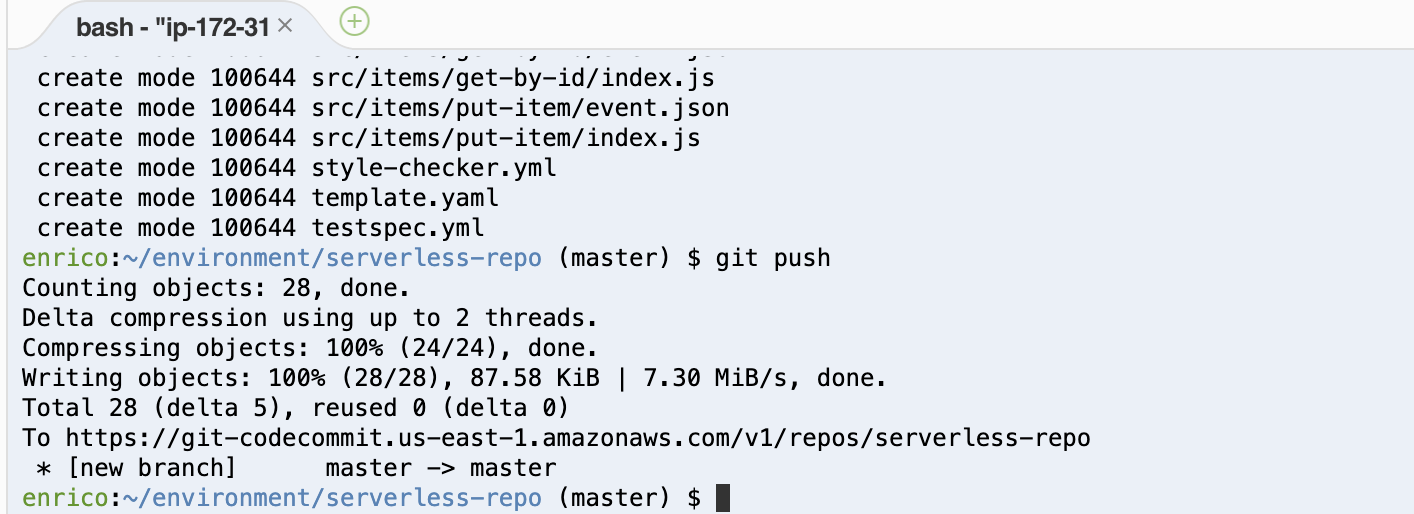 bash - "ip-172-31
create mode 100644 src/items/get-by-id/index.js
create mode 100644 src/items/put-item/event.json
create mode 100644 src/items/put-item/index.js
create mode 100644 style-checker.yml
create mode 100644 template.yaml
create mode 100644 testspec.yml
enrico:~/environment/serverless-repo (master) $ git push
Counting objects: 28, done.
Delta compression using up to 2 threads.
Compressing objects: 100% (24/24), done.
Writing objects: 100% (28/28), 87.58 KiB | 7.30 MiB/s, done.
Total 28 (delta 5), reused 0 (delta 0)
To https://git-codecommit.us-east-1.amazonaws.com/v1/repos/serverless-repo
* [new branch]      master -> master
enrico:~/environment/serverless-repo (master) $